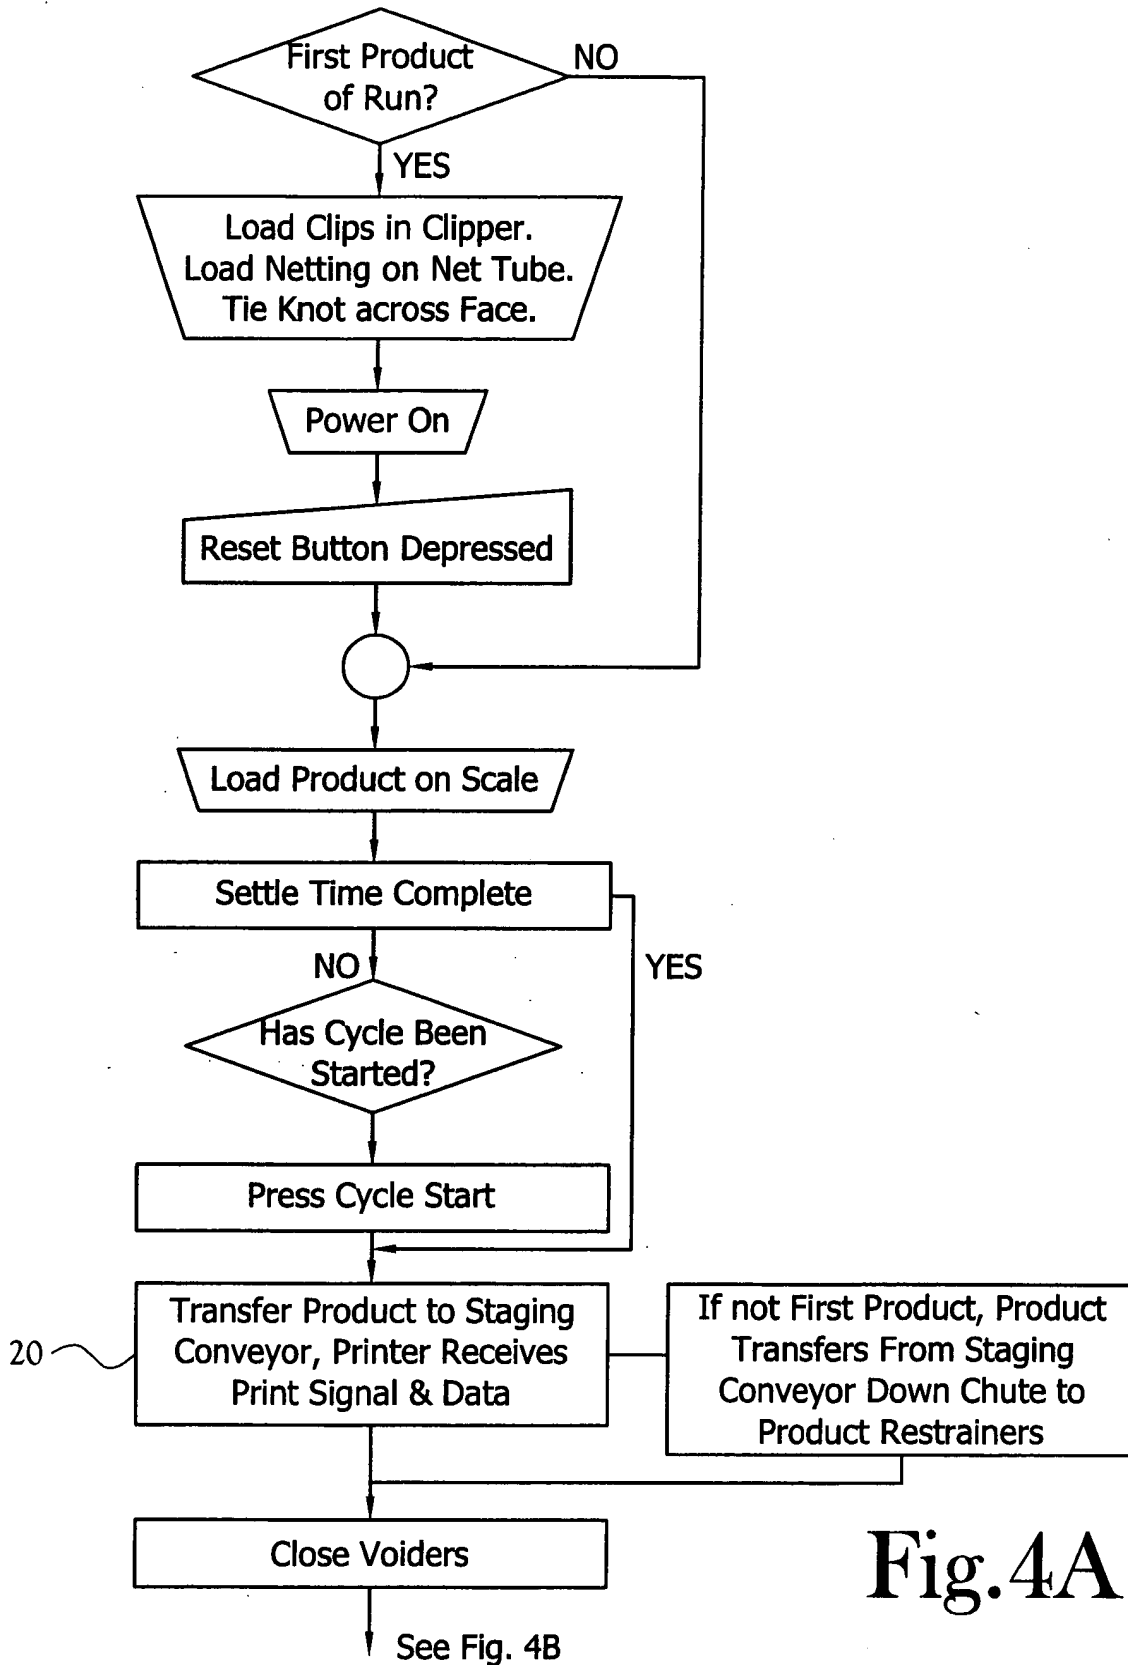 First Product
of Run?
NO
YES
Load Clips in Clipper.
Load Netting on Net Tube.
Tie Knot across Face.
Power On
Reset Button Depressed
Load Product on Scale
Settle Time Complete
NO
YES
Has Cycle Been
Started?
Press Cycle Start
20
Transfer Product to Staging
Conveyor, Printer Receives
Print Signal & Data
If not First Product, Product
Transfers From Staging
Conveyor Down Chute to
Product Restrainers
Close Voiders
Fig.4A
See Fig. 4B